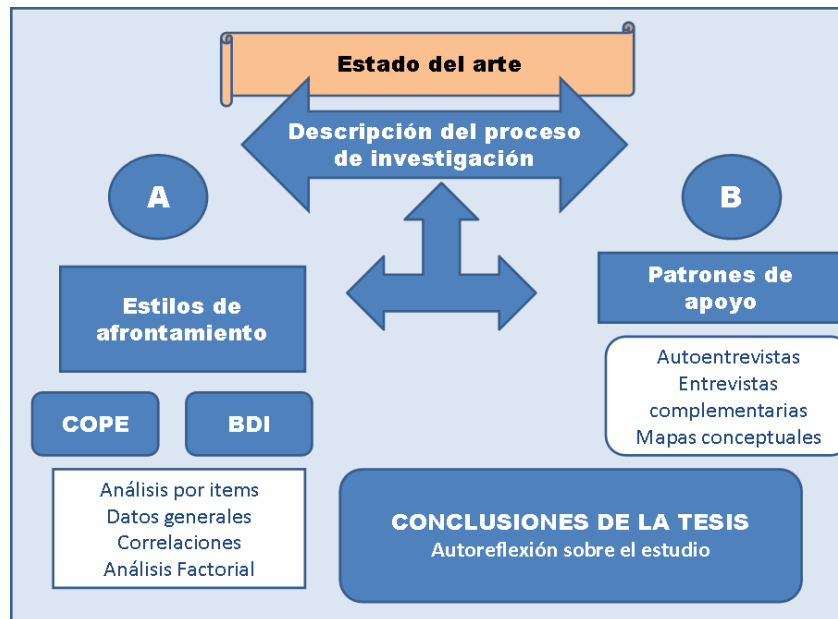 Estado del arte
Descripción del proceso
de investigación
A
B
Estilos de
afrontamiento
Patrones de
apoyo
COPE
BDI
Autoentrevistas
Entrevistas
complementarias
Mapas conceptuales
Análisis por items
Datos generales
Correlaciones
Análisis Factorial
CONCLUSIONES DE LA TESIS
Autoreflexión sobre el estudio